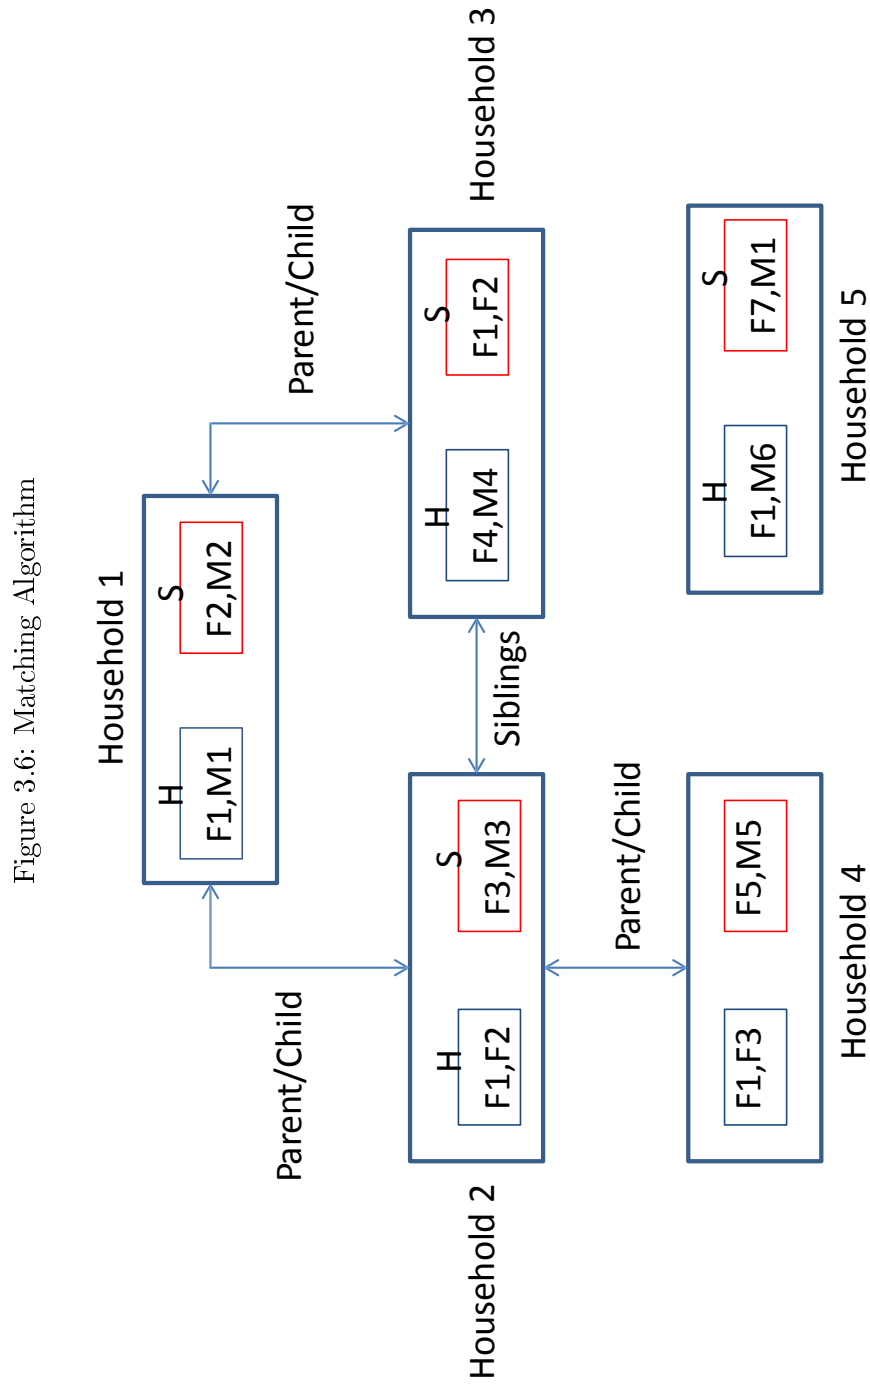 Figure 3.6: Matching Algorithm
Household 1
H
S
F1,M1
F2,M2
Parent/Child
Parent/Child
Household 2
H
S
F1,F2
F3,M3
Siblings
H
S
F4,M4
F1,F2
Household 3
Parent/Child
F1,F3
F5,M5
Household 4
H
S
F1,M6
F7,M1
Household 5